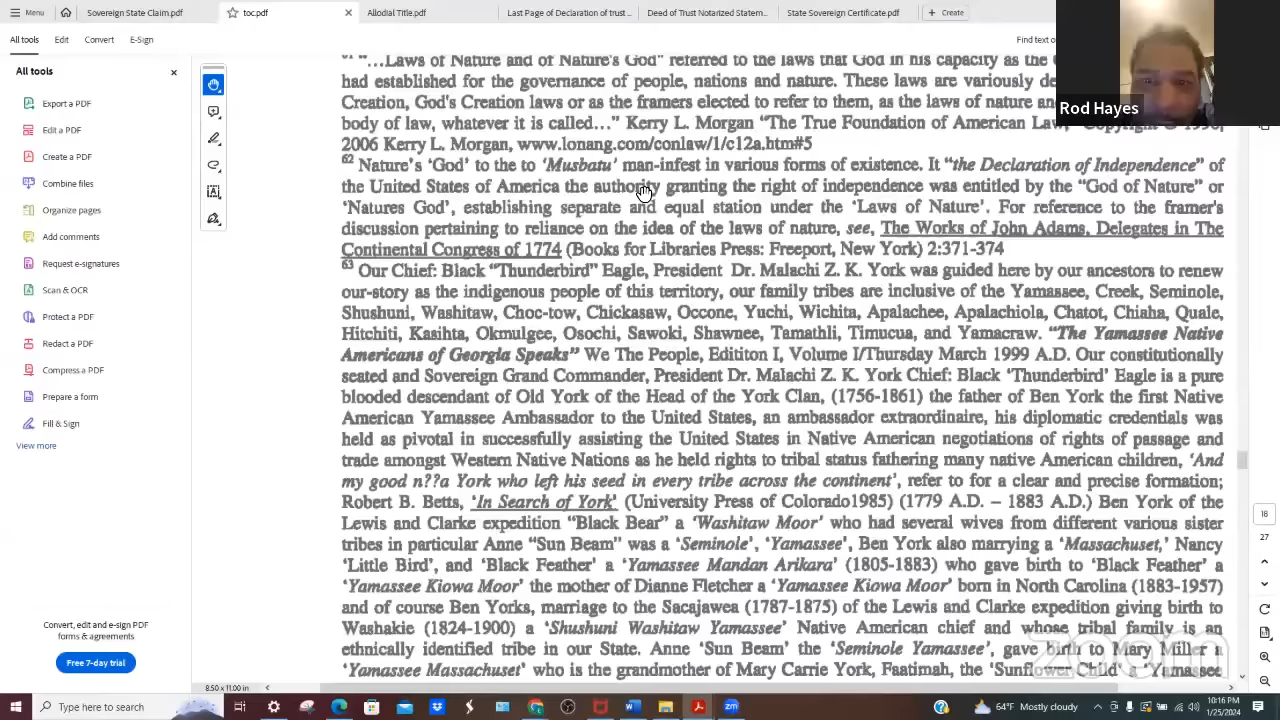 Menu
Sovereign State Claim.pdf
toc.pdf
Allodial Title.pdf
Last Page of Declaration of trust ...
Deed of Trust Notarized Statem...
State Sovereign Certificate.pdf
Create
All tools
Edit
Convert
E-Sign
Find text or
Rod Hayes
All tools
Export a PDF
Edit a PDF
Create a PDF
Combine files
Organize pages
Add comments
Request e-signatures
Scan & OCR
Protect a PDF
Redact a PDF
Compress a PDF
Prepare a form
Fill & Sign
View more
Convert, edit and e-sign PDF
forms & agreements
Free 7-day trial
61 “…Laws of Nature and of Nature's God” referred to the laws that God in his capacity as the
had established for the governance of people, nations and nature. These laws are variously
Creation, God's Creation laws or as the framers elected to refer to them, as the laws of nature
body of law, whatever it is called…” Kerry L. Morgan “The True Foundation of American Law,
2006 Kerry L. Morgan, www.lonang.com/conlaw/1/c12a.htm#5
62 Nature's ‘God’ to the to ‘Musbatu’ man-infest in various forms of existence. It “the Declaration of Independence” of
the United States of America the authority granting the right of independence was entitled by the “God of Nature” or
‘Natures God’, establishing separate and equal station under the ‘Laws of Nature’. For reference to the framer's
discussion pertaining to reliance on the idea of the laws of nature, see, The Works of John Adams, Delegates in The
Continental Congress of 1774 (Books for Libraries Press: Freeport, New York) 2:371-374
63 Our Chief: Black “Thunderbird” Eagle, President Dr. Malachi Z. K. York was guided here by our ancestors to renew
our-story as the indigenous people of this territory, our family tribes are inclusive of the Yamassee, Creek, Seminole,
Shushuni, Washitaw, Choc-tow, Chickasaw, Occone, Yuchi, Wichita, Apalachee, Apalachiola, Chatot, Chiaha, Quale,
Hitchiti, Kasihta, Okmulgee, Osochi, Sawoki, Shawnee, Tamathli, Timucua, and Yamacraw. “The Yamassee Native
Americans of Georgia Speaks” We The People, Edititon I, Volume I/Thursday March 1999 A.D. Our constitutionally
seated and Sovereign Grand Commander, President Dr. Malachi Z. K. York Chief: Black ‘Thunderbird’ Eagle is a pure
blooded descendant of Old York of the Head of the York Clan, (1756-1861) the father of Ben York the first Native
American Yamassee Ambassador to the United States, an ambassador extraordinaire, his diplomatic credentials was
held as pivotal in successfully assisting the United States in Native American negotiations of rights of passage and
trade amongst Western Native Nations as he held rights to tribal status fathering many native American children, ‘And
my good n??a York who left his seed in every tribe across the continent’, refer to for a clear and precise formation;
Robert B. Betts, ‘In Search of York’ (University Press of Colorado1985) (1779 A.D. – 1883 A.D.) Ben York of the
Lewis and Clarke expedition “Black Bear” a ‘Washitaw Moor’ who had several wives from different various sister
tribes in particular Anne “Sun Beam” was a ‘Seminole’, ‘Yamassee’, Ben York also marrying a ‘Massachuset,’ Nancy
‘Little Bird’, and ‘Black Feather’ a ‘Yamassee Mandan Arikara’ (1805-1883) who gave birth to ‘Black Feather’ a
‘Yamassee Kiowa Moor’ the mother of Dianne Fletcher a ‘Yamassee Kiowa Moor’ born in North Carolina (1883-1957)
and of course Ben Yorks, marriage to the Sacajawea (1787-1875) of the Lewis and Clarke expedition giving birth to
Washakie (1824-1900) a ‘Shushuni Washitaw Yamassee’ Native American chief and whose tribal family is an
ethnically identified tribe in our State. Anne ‘Sun Beam’ the ‘Seminole Yamassee’, gave birth to Mary Miller a
‘Yamassee Massachuset’ who is the grandmother of Mary Carrie York, Faatimah, the ‘Sunflower Child’ a Yamassee
zoom
18
27
8.50 x 11.00 in
Type here to search
64°F Mostly cloudy
10:16 PM
1/25/2024